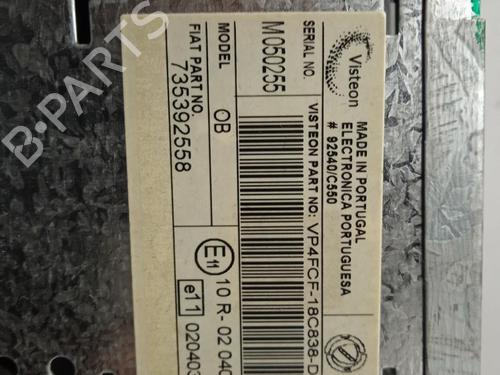 Visteon
MADE IN PORTUGAL
ELECTRONICA PORTUGUESA
# 92540/C550
SERIAL NO.
VISTEON PART NO: VP4FCF-18C838-D
M050255
MODEL
OB
FIAT PART NO.
735392558
E11
10 R- 02 040
e11
020403
B-PARTS